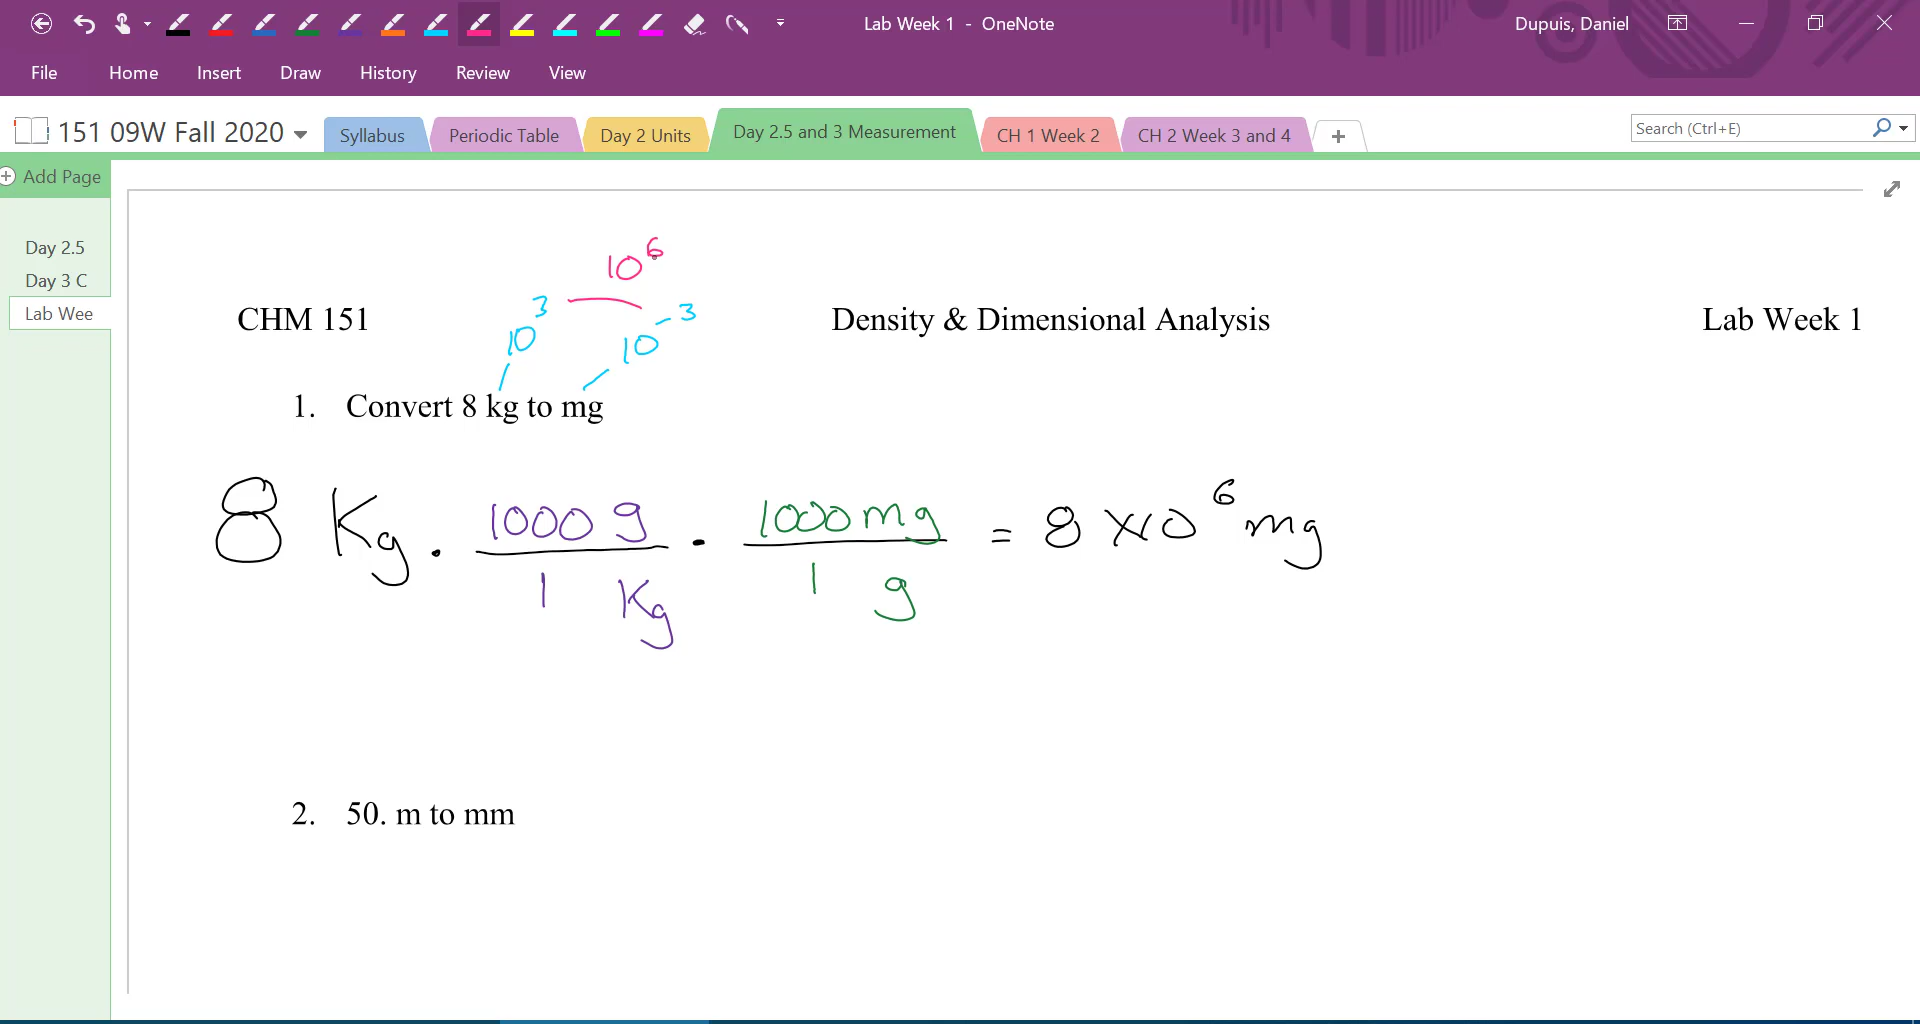 Lab Week 1 - OneNote
Dupuis, Daniel
File Home Insert Draw History Review View
151 09W Fall 2020
Syllabus
Periodic Table
Day 2 Units
Day 2.5 and 3 Measurement
CH 1 Week 2
CH 2 Week 3 and 4
Search (Ctrl+E)
Add Page
Day 2.5
Day 3 C
Lab Wee
10^6
10^3
10^-3
CHM 151 Density & Dimensional Analysis Lab Week 1
1. Convert 8 kg to mg
8 Kg · 1000 g / 1 Kg · 1000 mg / 1 g = 8 x10^6 mg
2. 50. m to mm